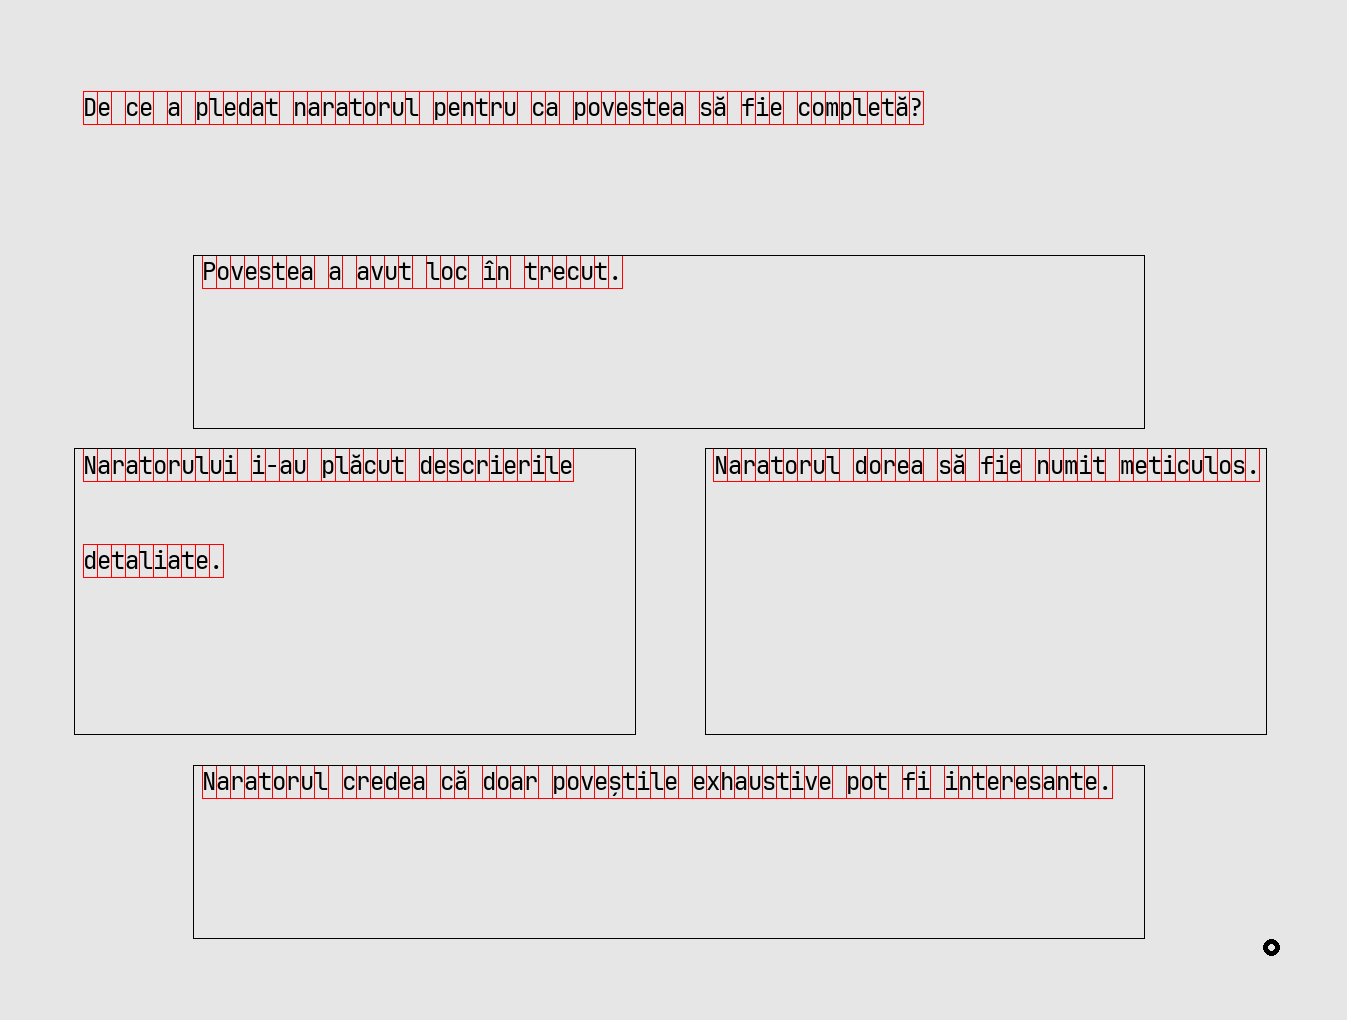 De ce a pledat naratorul pentru ca povestea să fie completă?
Povestea a avut loc în trecut.
Naratorului i-au plăcut descrierile
detaliate.
Naratorul dorea să fie numit meticulos.
Naratorul credea că doar poveștile exhaustive pot fi interesante.